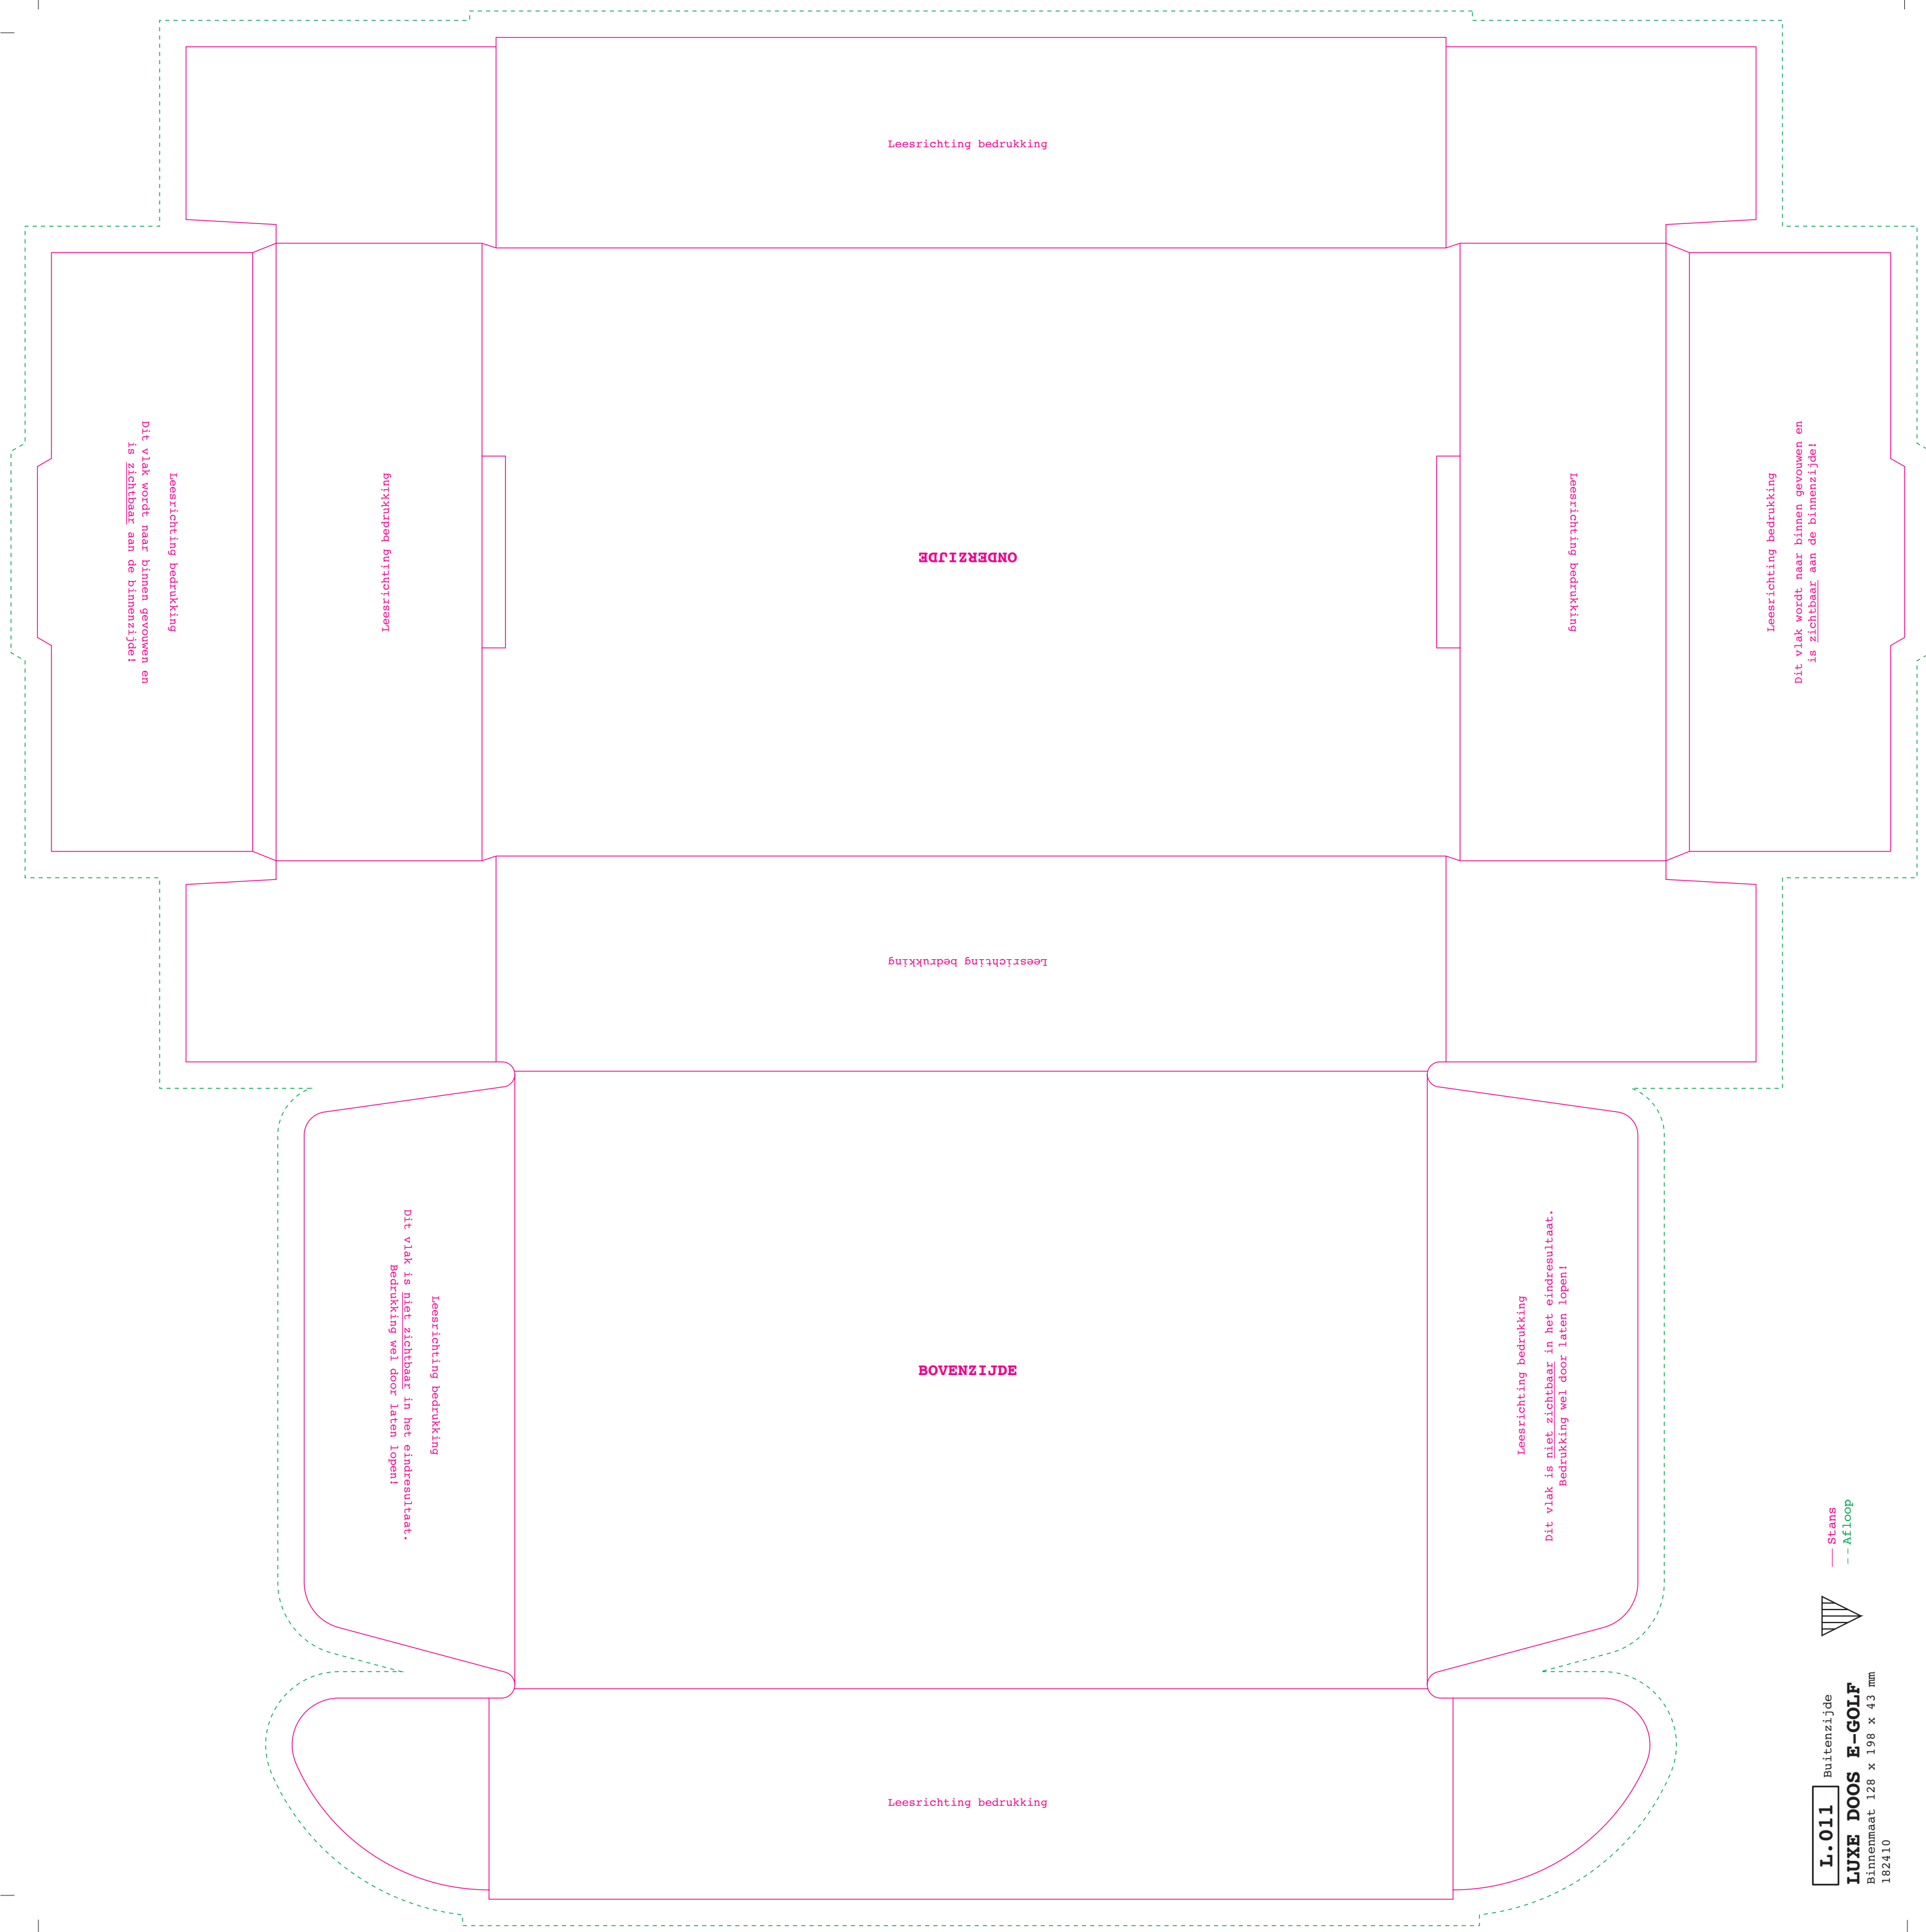 Leesrichting bedrukking
Leesrichting bedrukking
Dit vlak wordt naar binnen gevouwen en
is zichtbaar aan de binnenzijde!
Leesrichting bedrukking
ONDERZIJDE
Leesrichting bedrukking
Leesrichting bedrukking
Dit vlak wordt naar binnen gevouwen en
is zichtbaar aan de binnenzijde!
Leesrichting bedrukking
Leesrichting bedrukking
Dit vlak is niet zichtbaar in het eindresultaat.
Bedrukking wel door laten lopen!
BOVENZIJDE
Leesrichting bedrukking
Dit vlak is niet zichtbaar in het eindresultaat.
Bedrukking wel door laten lopen!
Leesrichting bedrukking
Stans
Afloop
L.011 Buitenzijde
LUXE DOOS E-GOLF
Binnenmaat 128 x 198 x 43 mm
182410